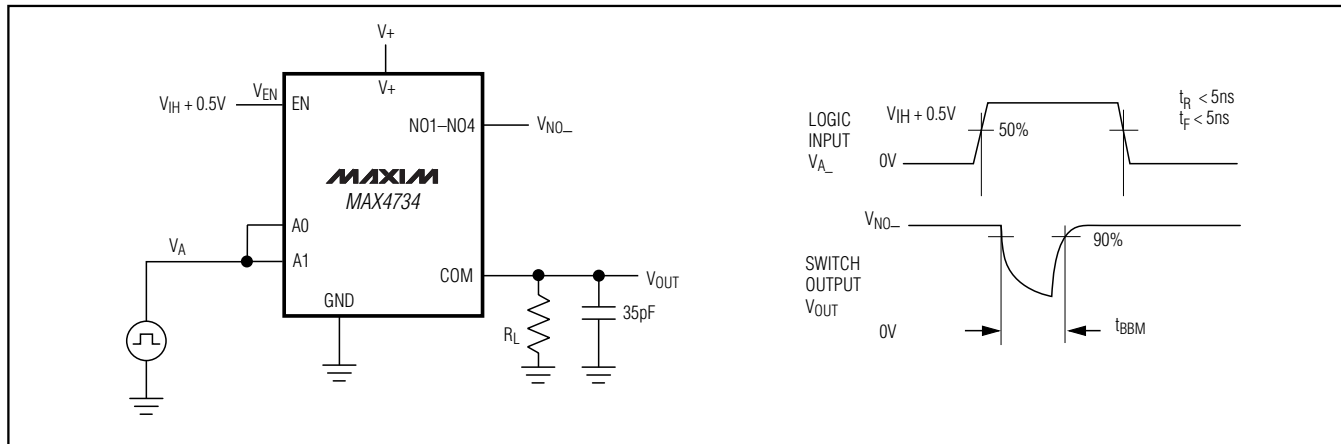 V+
V+
VIH + 0.5V
VEN
EN
NO1–NO4
VNO_
MAXIM
MAX4734
A0
VA
A1
COM
VOUT
GND
RL
35pF
LOGIC
INPUT
VA_
VIH + 0.5V
50%
0V
tR < 5ns
tF < 5ns
VNO_
90%
SWITCH
OUTPUT
VOUT
0V
tBBM